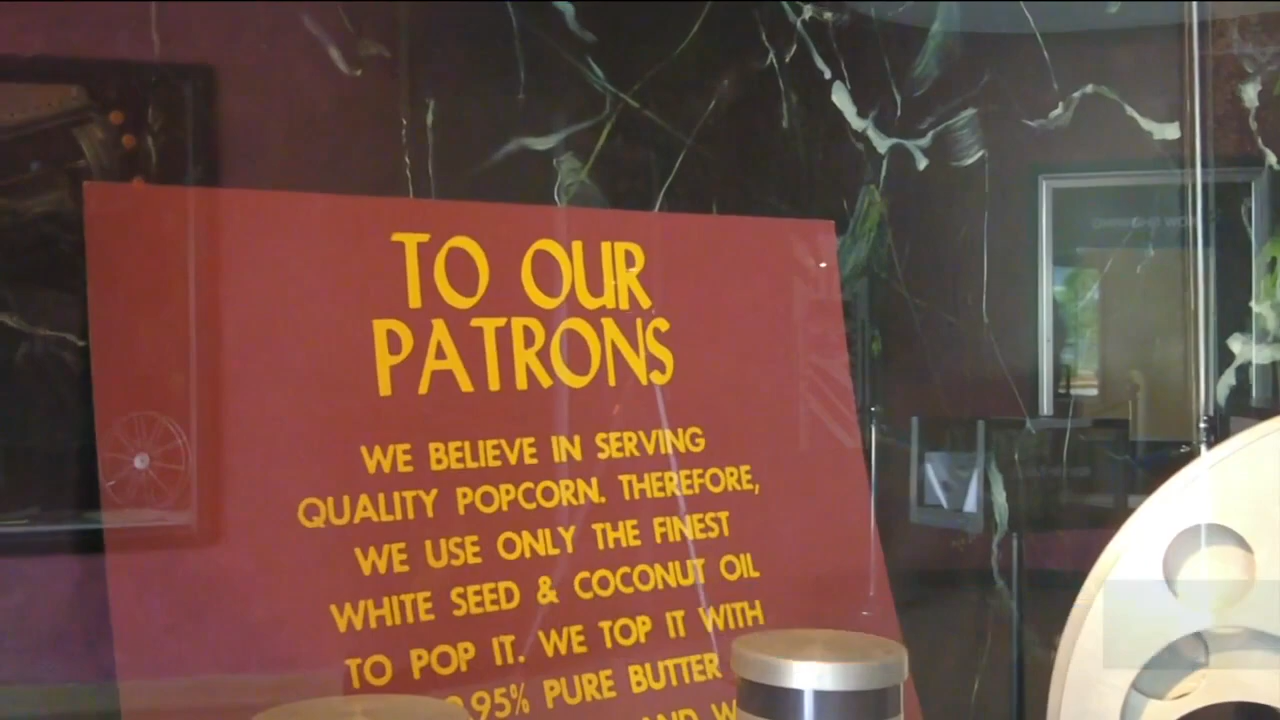 TO OUR
PATRONS
WE BELIEVE IN SERVING
QUALITY POPCORN. THEREFORE,
WE USE ONLY THE FINEST
WHITE SEED & COCONUT OIL
TO POP IT. WE TOP IT WITH
PURE BUTTER
AND